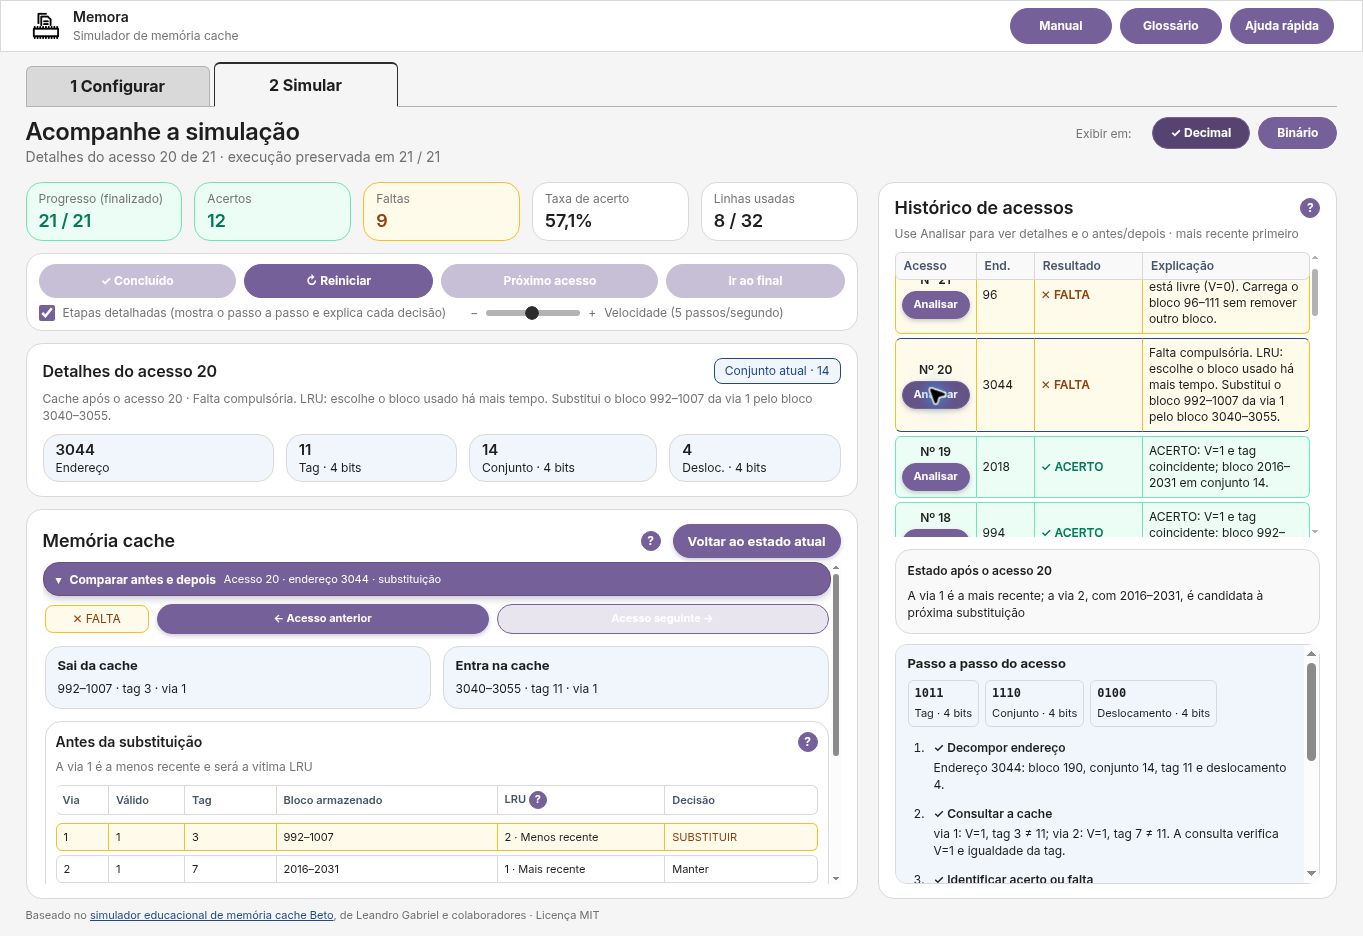 Memora
Simulador de memória cache
Manual
Glossário
Ajuda rápida
1 Configurar
2 Simular
Acompanhe a simulação
Detalhes do acesso 20 de 21 · execução preservada em 21 / 21
Exibir em:
✓ Decimal
Binário
Progresso (finalizado)
21 / 21
Acertos
12
Faltas
9
Taxa de acerto
57,1%
Linhas usadas
8 / 32
✓ Concluído
↻ Reiniciar
Próximo acesso
Ir ao final
Etapas detalhadas (mostra o passo a passo e explica cada decisão)
− + Velocidade (5 passos/segundo)
Detalhes do acesso 20
Conjunto atual · 14
Cache após o acesso 20 · Falta compulsória. LRU: escolhe o bloco usado há mais tempo. Substitui o bloco 992–1007 da via 1 pelo bloco
3040–3055.
3044
Endereço
11
Tag · 4 bits
14
Conjunto · 4 bits
4
Desloc. · 4 bits
Memória cache
?
Voltar ao estado atual
▾ Comparar antes e depois Acesso 20 · endereço 3044 · substituição
✕ FALTA
← Acesso anterior
Acesso seguinte →
Sai da cache
992–1007 · tag 3 · via 1
Entra na cache
3040–3055 · tag 11 · via 1
Antes da substituição
?
A via 1 é a menos recente e será a vítima LRU
Via Válido Tag Bloco armazenado LRU ? Decisão
1 1 3 992–1007 2 · Menos recente SUBSTITUIR
2 1 7 2016–2031 1 · Mais recente Manter
Histórico de acessos
?
Use Analisar para ver detalhes e o antes/depois · mais recente primeiro
Acesso End. Resultado Explicação
Nº 21
Analisar
96
✕ FALTA
está livre (V=0). Carrega o
bloco 96–111 sem remover
outro bloco.
Nº 20
3044
✕ FALTA
Falta compulsória. LRU:
escolhe o bloco usado há
mais tempo. Substitui o
bloco 992–1007 da via 1
pelo bloco 3040–3055.
Nº 19
Analisar
2018
✓ ACERTO
ACERTO: V=1 e tag
coincidente; bloco 2016–
2031 em conjunto 14.
Nº 18
994
✓ ACERTO
ACERTO: V=1 e tag
coincidente: bloco 992–
Estado após o acesso 20
A via 1 é a mais recente; a via 2, com 2016–2031, é candidata à
próxima substituição
Passo a passo do acesso
1011
Tag · 4 bits
1110
Conjunto · 4 bits
0100
Deslocamento · 4 bits
1. ✓ Decompor endereço
Endereço 3044: bloco 190, conjunto 14, tag 11 e deslocamento
4.
2. ✓ Consultar a cache
via 1: V=1, tag 3 ≠ 11; via 2: V=1, tag 7 ≠ 11. A consulta verifica
V=1 e igualdade da tag.
3. ✓ Identificar acerto ou falta
Baseado no simulador educacional de memória cache Beto, de Leandro Gabriel e colaboradores · Licença MIT